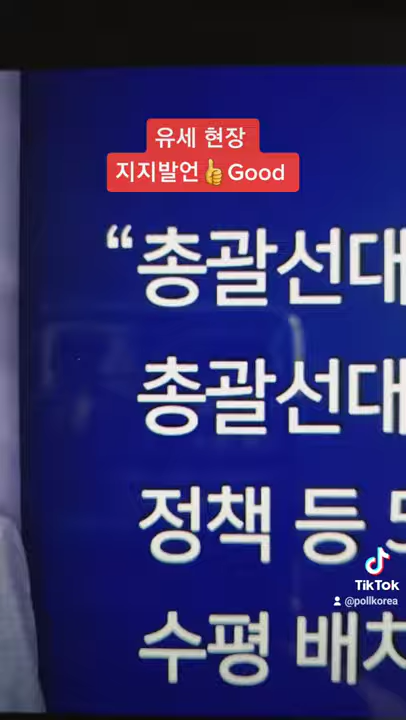 유세 현장
지지발언👍Good
“총괄선대
총괄선대
정책 등
수평 배치
TikTok
@pollkorea